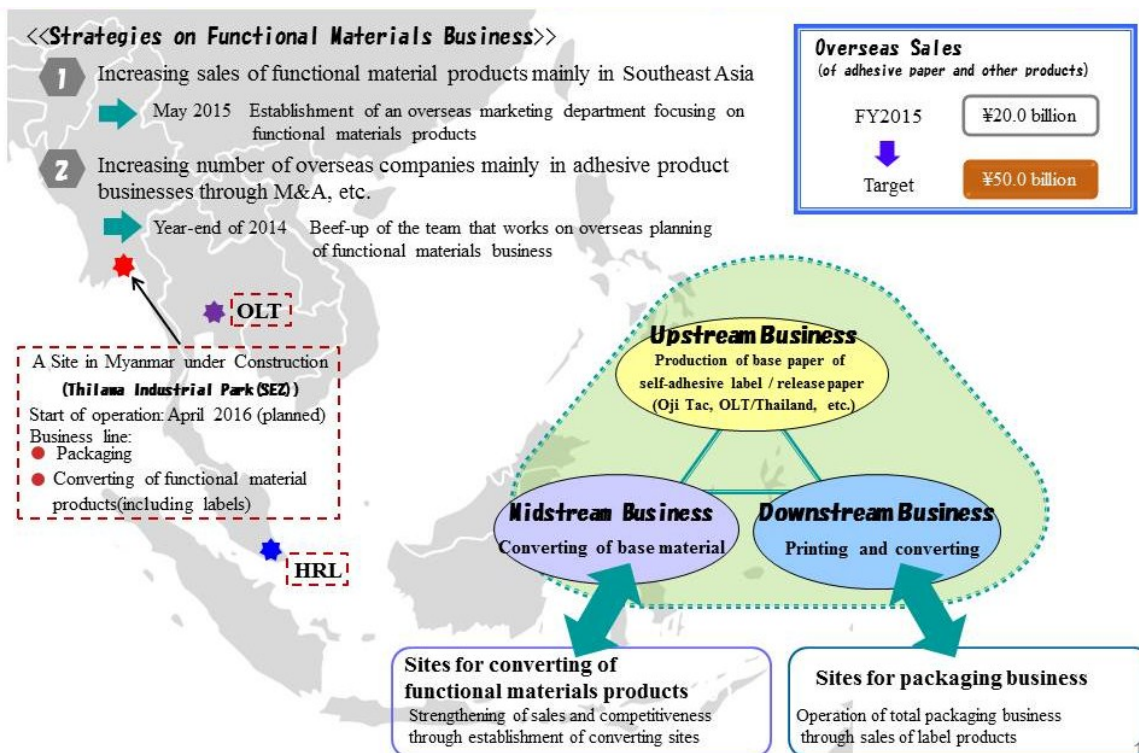 <<Strategies on Functional Materials Business>>
1 Increasing sales of functional material products mainly in Southeast Asia
May 2015 Establishment of an overseas marketing department focusing on
functional materials products
2 Increasing number of overseas companies mainly in adhesive product
businesses through M&A, etc.
Year-end of 2014 Beef-up of the team that works on overseas planning
of functional materials business
Overseas Sales
(of adhesive paper and other products)
FY2015 ¥20.0 billion
Target ¥50.0 billion
OLT
A Site in Myanmar under Construction
(Thilawa Industrial Park(SEZ))
Start of operation: April 2016 (planned)
Business line:
Packaging
Converting of functional material
products(including labels)
HRL
Upstream Business
Production of base paper of
self-adhesive label / release paper
(Oji Tac, OLT/Thailand, etc.)
Midstream Business
Converting of base material
Downstream Business
Printing and converting
Sites for converting of
functional materials products
Strengthening of sales and competitiveness
through establishment of converting sites
Sites for packaging business
Operation of total packaging business
through sales of label products